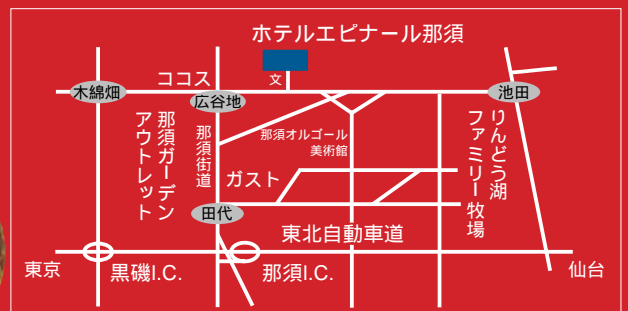 ホテルエピナール那須
ココス
文
木綿畑
広谷地
池田
那須ガーデン
アウトレット
那須街道
那須オルゴール
美術館
りんどう湖
ファミリー牧場
ガスト
田代
東北自動車道
東京
黒磯I.C.
那須I.C.
仙台